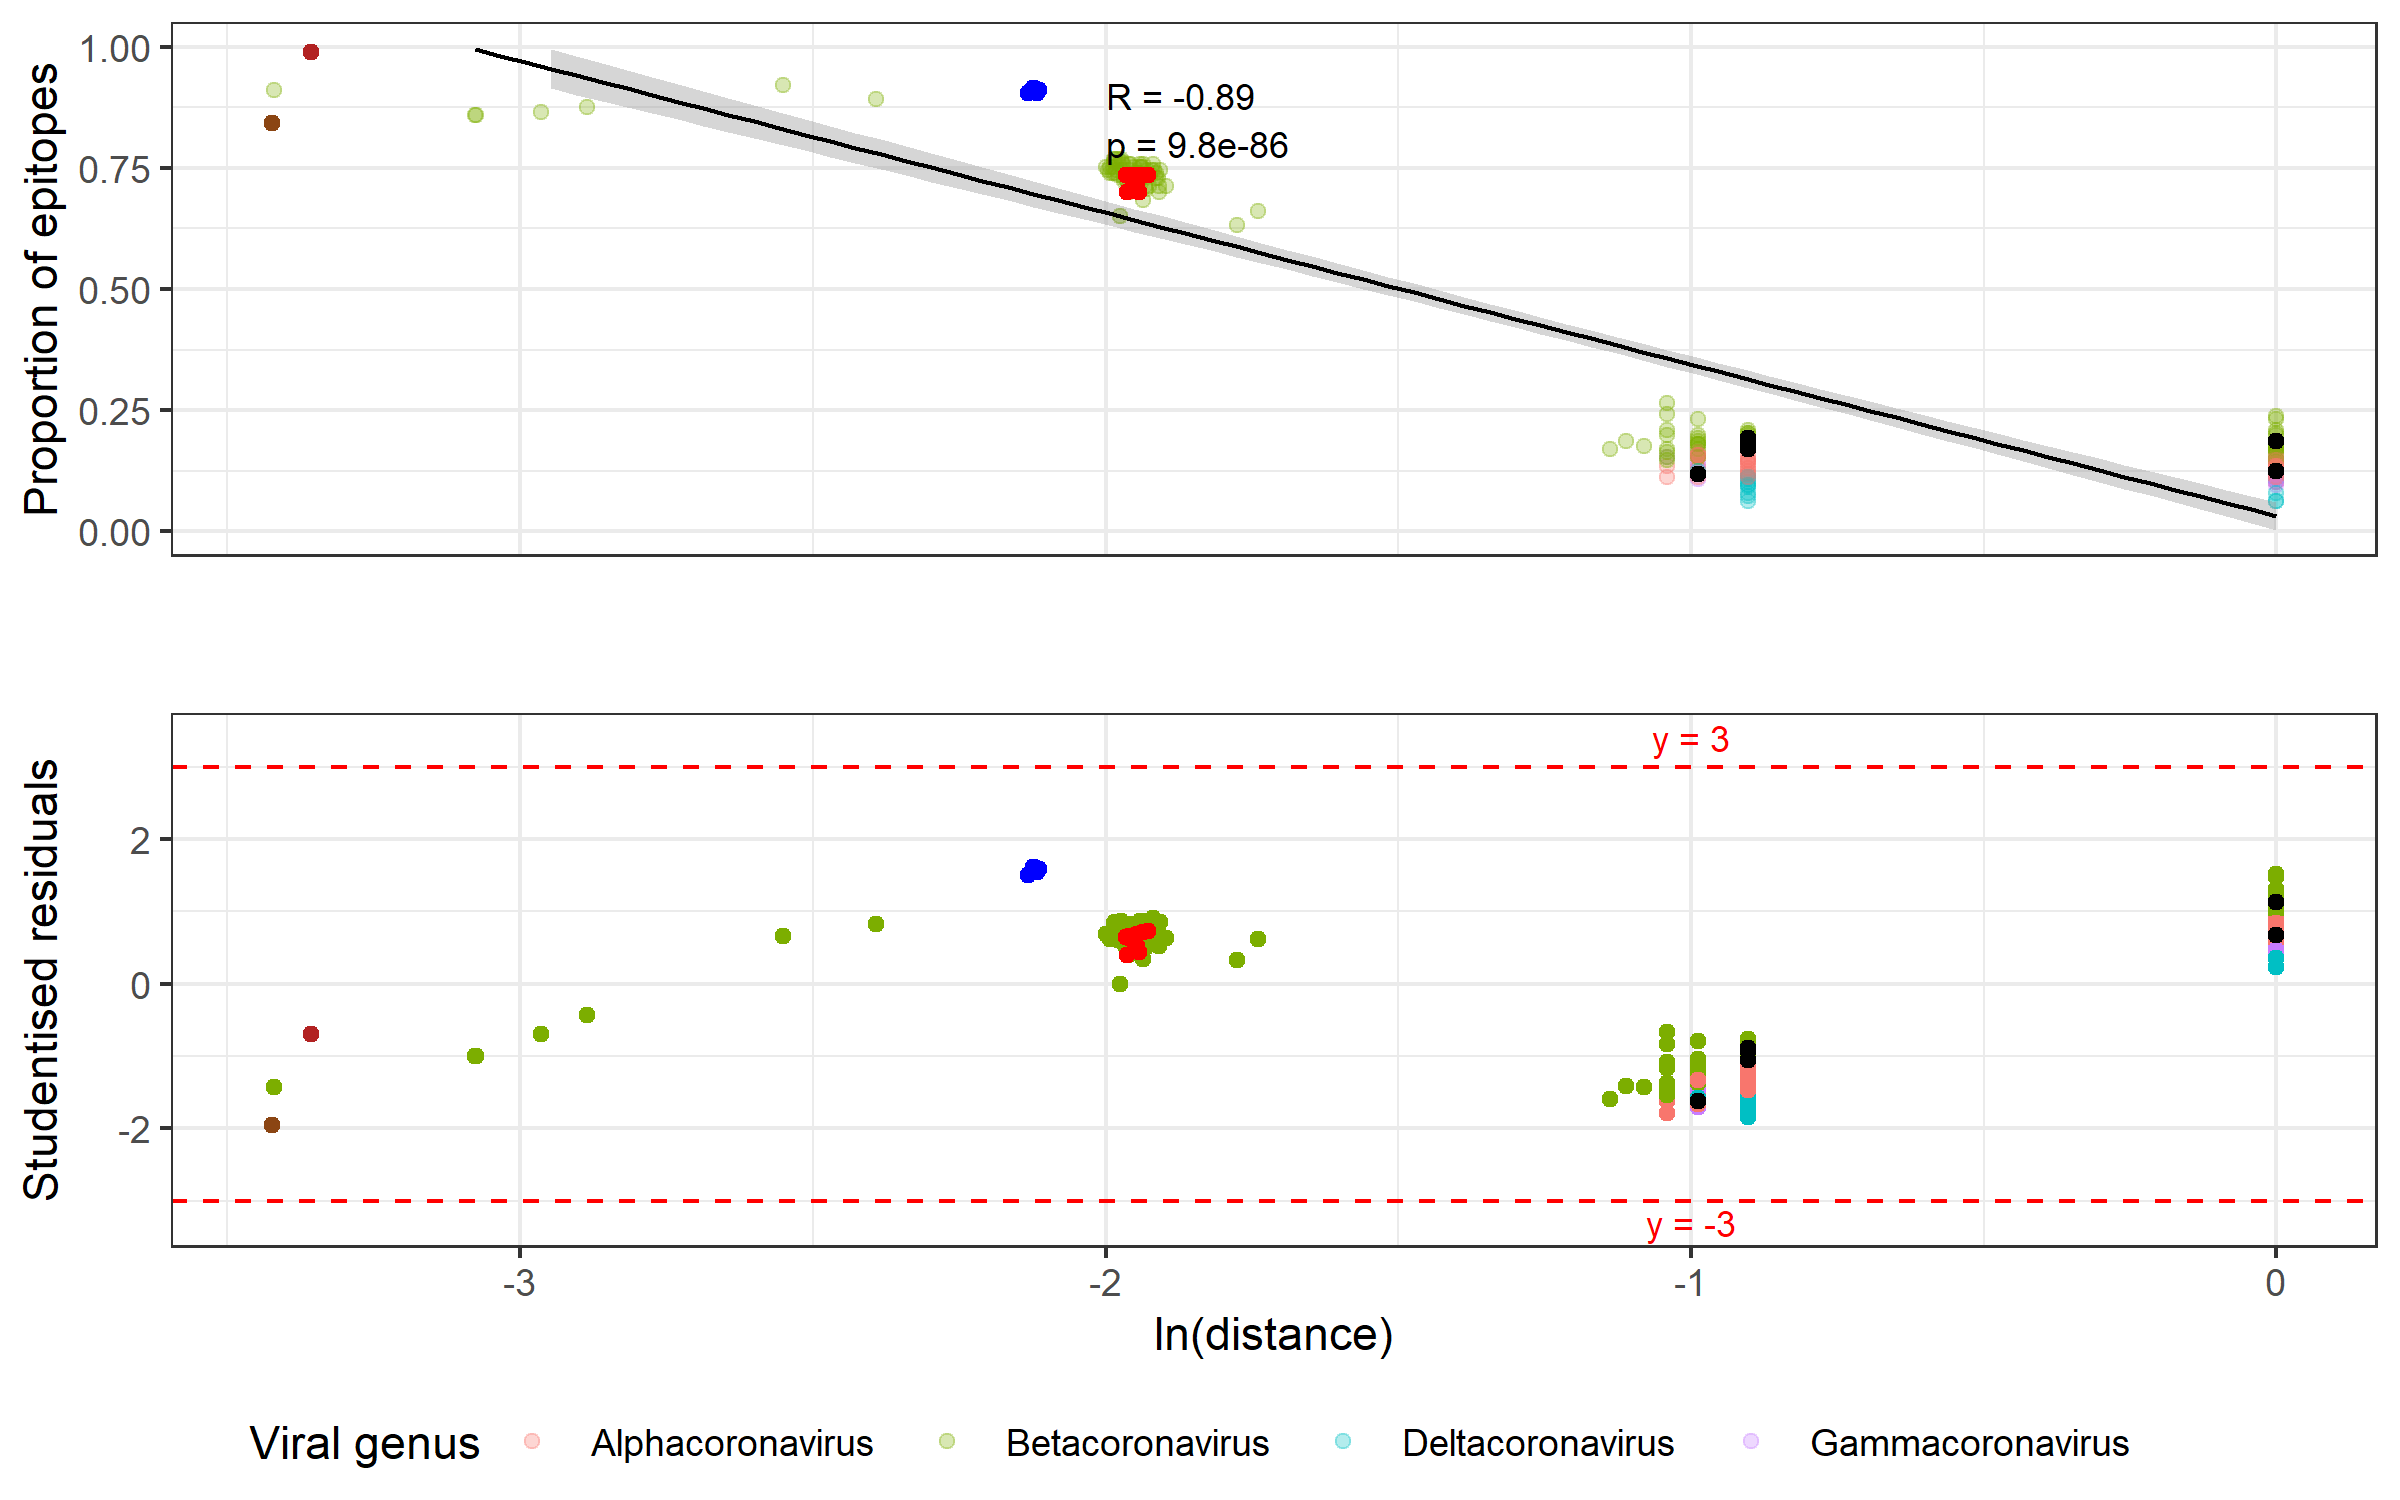 Proportion of epitopes
1.00
0.75
0.50
0.25
0.00
R = -0.89
p = 9.8e-86
Studentised residuals
2
0
-2
y = 3
y = -3
-3
-2
-1
0
ln(distance)
Viral genus
Alphacoronavirus
Betacoronavirus
Deltacoronavirus
Gammacoronavirus